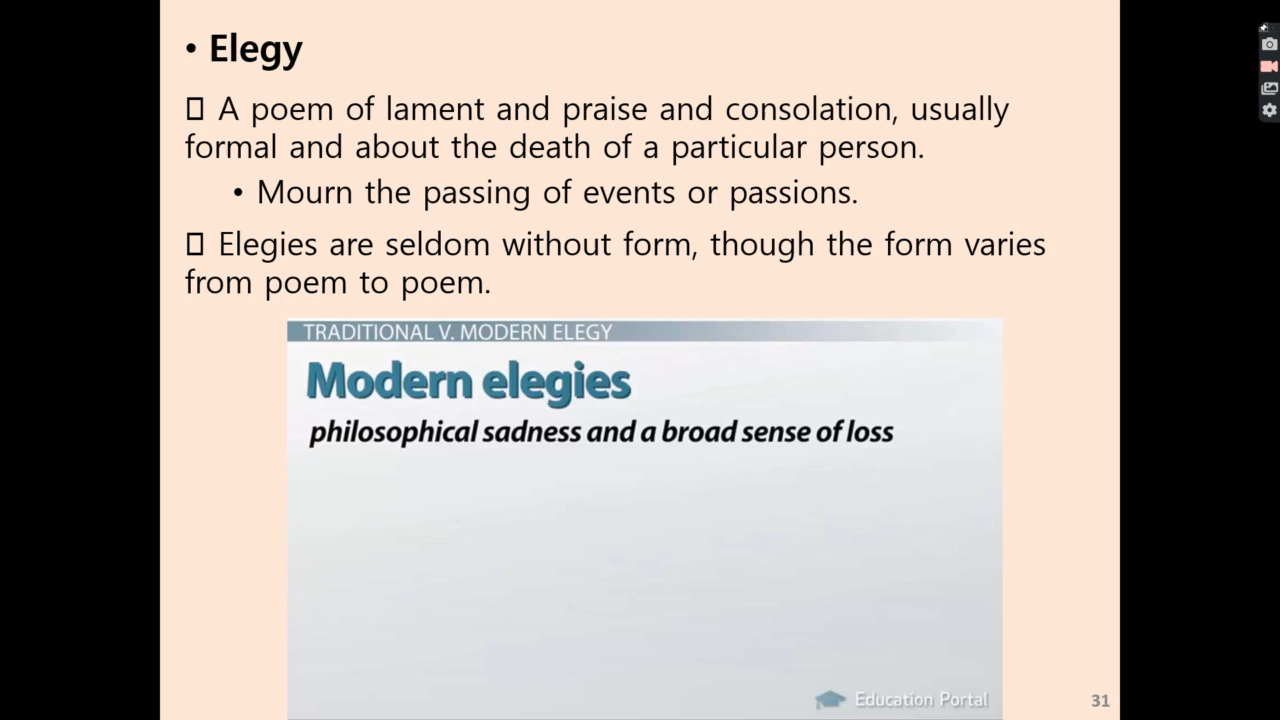 • Elegy
▯ A poem of lament and praise and consolation, usually
formal and about the death of a particular person.
• Mourn the passing of events or passions.
▯ Elegies are seldom without form, though the form varies
from poem to poem.
TRADITIONAL V. MODERN ELEGY
Modern elegies
philosophical sadness and a broad sense of loss
Education Portal
31